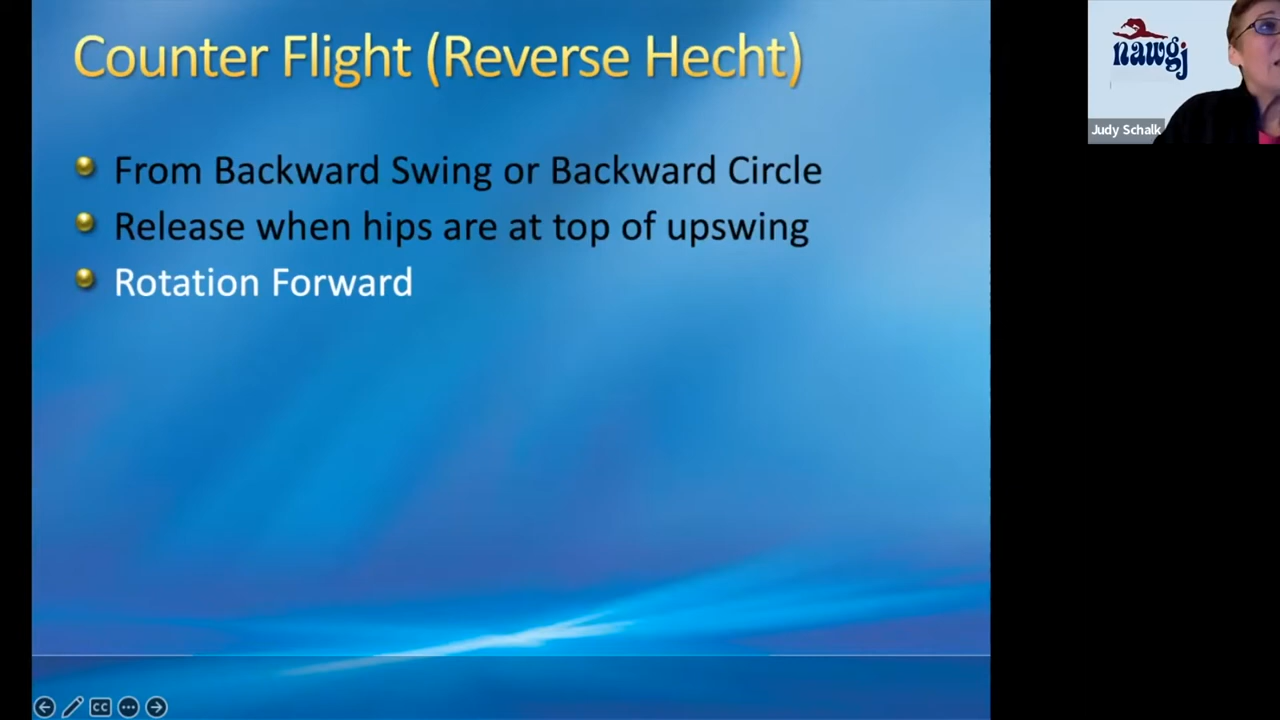 Counter Flight (Reverse Hecht)
From Backward Swing or Backward Circle
Release when hips are at top of upswing
Rotation Forward
nawgj
Judy Schalk
CC